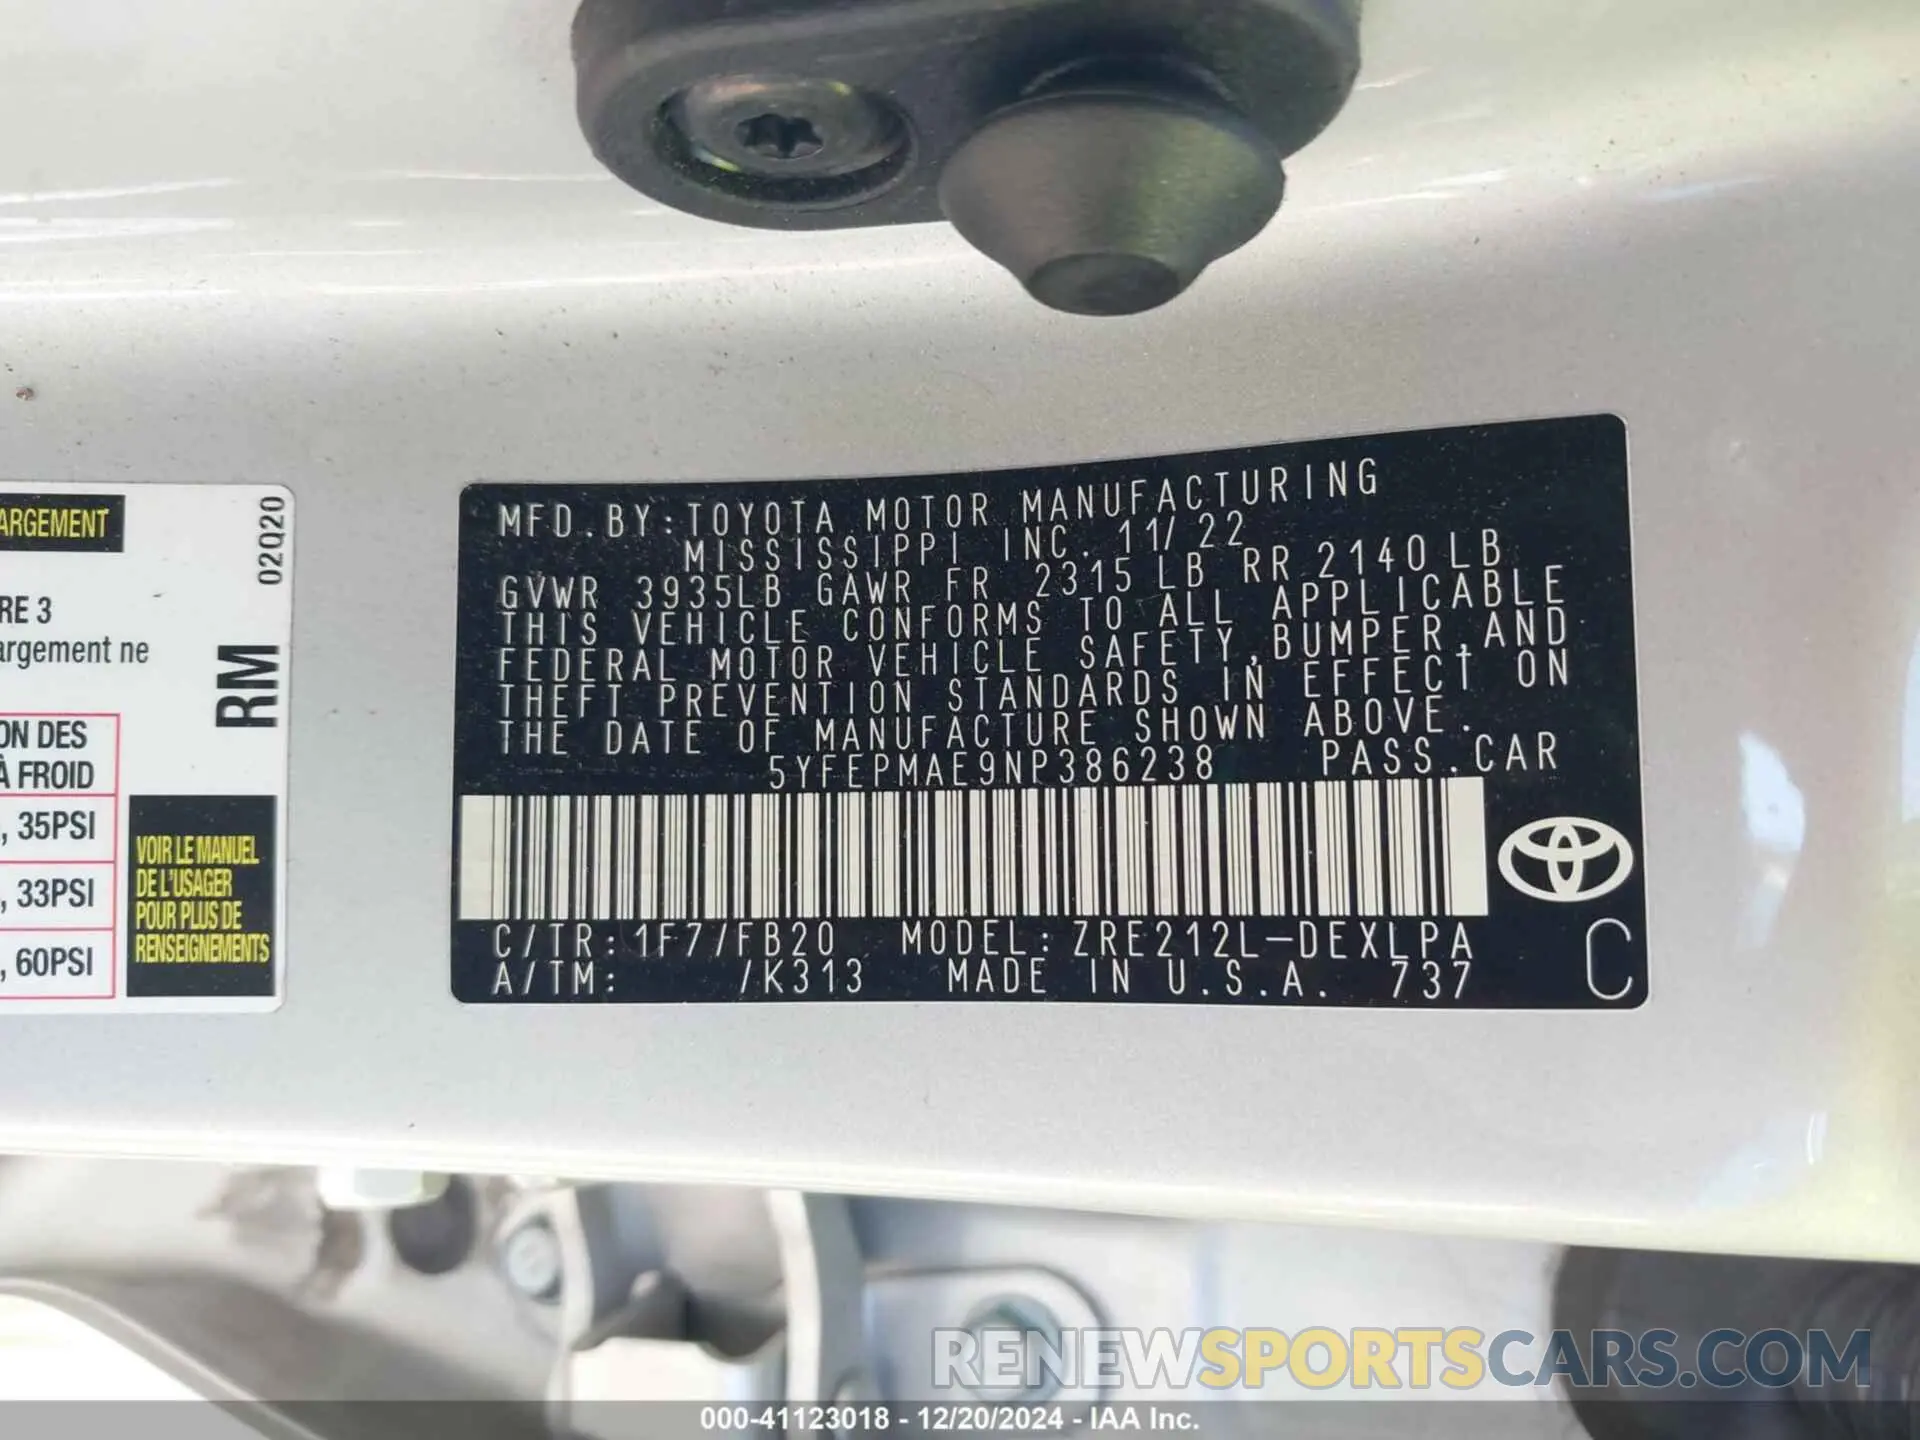 ARGEMENT
02Q20
RE 3
argement ne
RM
ON DES
À FROID
, 35PSI
, 33PSI
, 60PSI
VOIR LE MANUEL
DE L'USAGER
POUR PLUS DE
RENSEIGNEMENTS
MFD.BY:TOYOTA MOTOR MANUFACTURING
MISSISSIPPI INC. 11/22
GVWR 3935LB GAWR FR 2315LB RR 2140LB
THIS VEHICLE CONFORMS TO ALL APPLICABLE
FEDERAL MOTOR VEHICLE SAFETY,BUMPER,AND
THEFT PREVENTION STANDARDS IN EFFECT ON
THE DATE OF MANUFACTURE SHOWN ABOVE.
5YFEPMAE9NP386238 PASS.CAR
C/TR:1F7/FB20 MODEL:ZRE212L-DEXLPA
A/TM: /K313 MADE IN U.S.A. 737
C
RENEWSPORTSCARS.COM
000-41123018 - 12/20/2024 - IAA Inc.